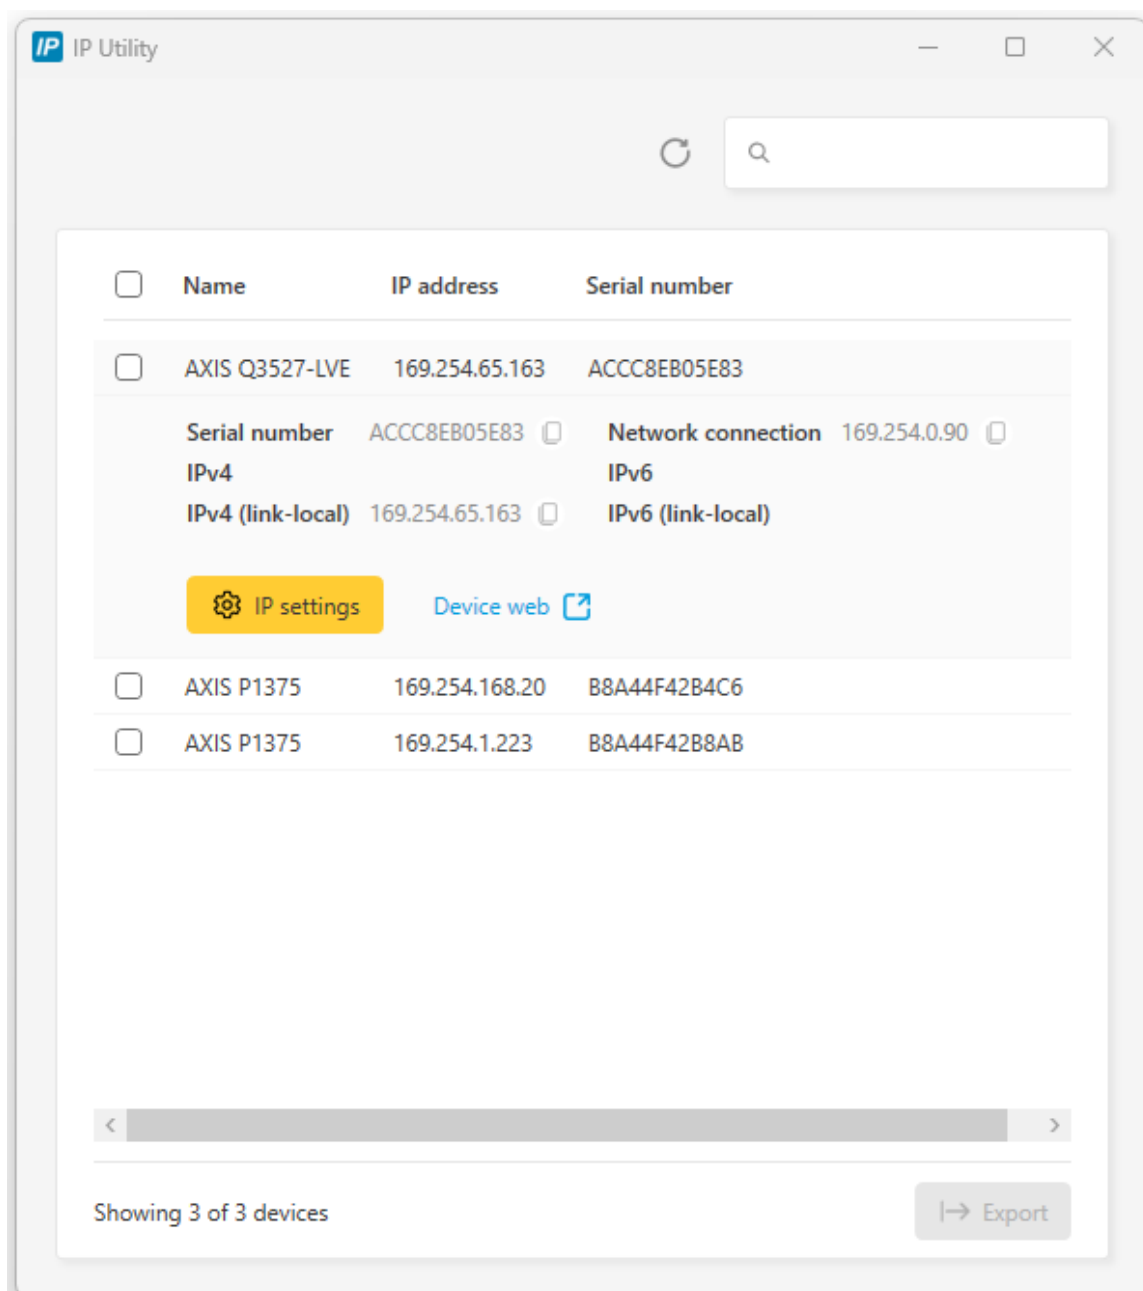 IP IP Utility
Name IP address Serial number
AXIS Q3527-LVE 169.254.65.163 ACCC8EB05E83
Serial number ACCC8EB05E83 Network connection 169.254.0.90
IPv4 IPv6
IPv4 (link-local) 169.254.65.163 IPv6 (link-local)
IP settings Device web
AXIS P1375 169.254.168.20 B8A44F42B4C6
AXIS P1375 169.254.1.223 B8A44F42B8AB
Showing 3 of 3 devices Export